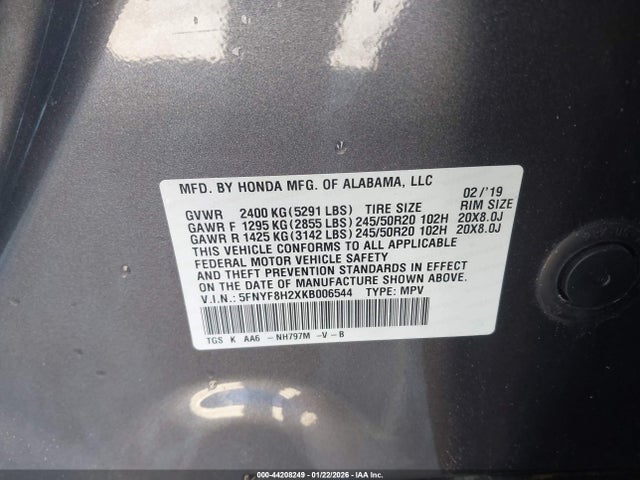 MFD. BY HONDA MFG. OF ALABAMA, LLC 02/'19
GVWR 2400 KG(5291 LBS) TIRE SIZE RIM SIZE
GAWR F 1295 KG(2855 LBS) 245/50R20 102H 20X8.0J
GAWR R 1425 KG(3142 LBS) 245/50R20 102H 20X8.0J
THIS VEHICLE CONFORMS TO ALL APPLICABLE
FEDERAL MOTOR VEHICLE SAFETY
AND THEFT PREVENTION STANDARDS IN EFFECT
ON THE DATE OF MANUFACTURE SHOWN ABOVE.
V.I.N.: 5FNYF8H2XKB006544 TYPE: MPV
TGS K AA6 -NH797M -V-B
000-44208249 | 01/22/2026 | IAA Inc.